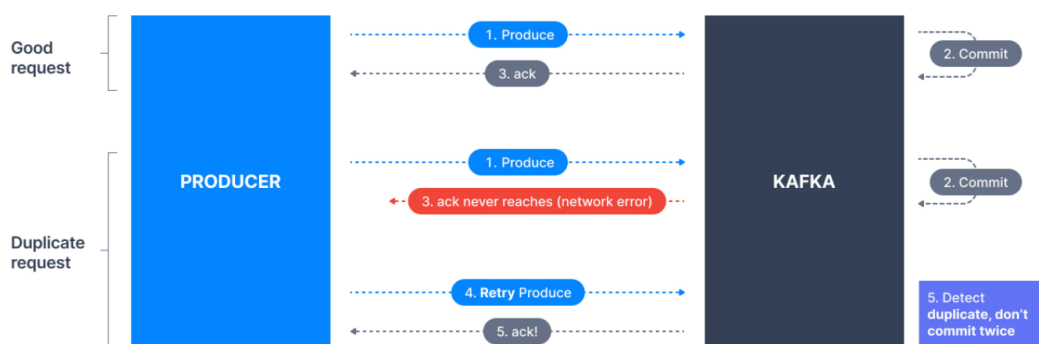 Good
request
PRODUCER
1. Produce
3. ack
KAFKA
2. Commit
Duplicate
request
1. Produce
3. ack never reaches (network error)
2. Commit
4. Retry Produce
5. ack!
5. Detect
duplicate, don't
commit twice